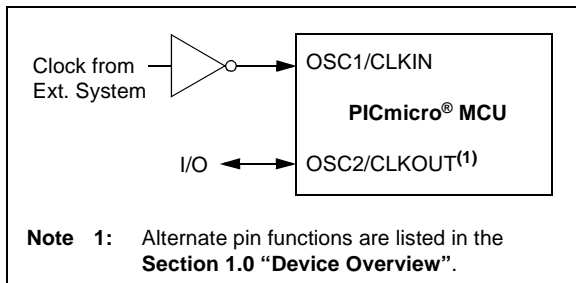 Clock from
Ext. System
OSC1/CLKIN
PICmicro® MCU
I/O
OSC2/CLKOUT(1)
Note 1: Alternate pin functions are listed in the
Section 1.0 “Device Overview”.